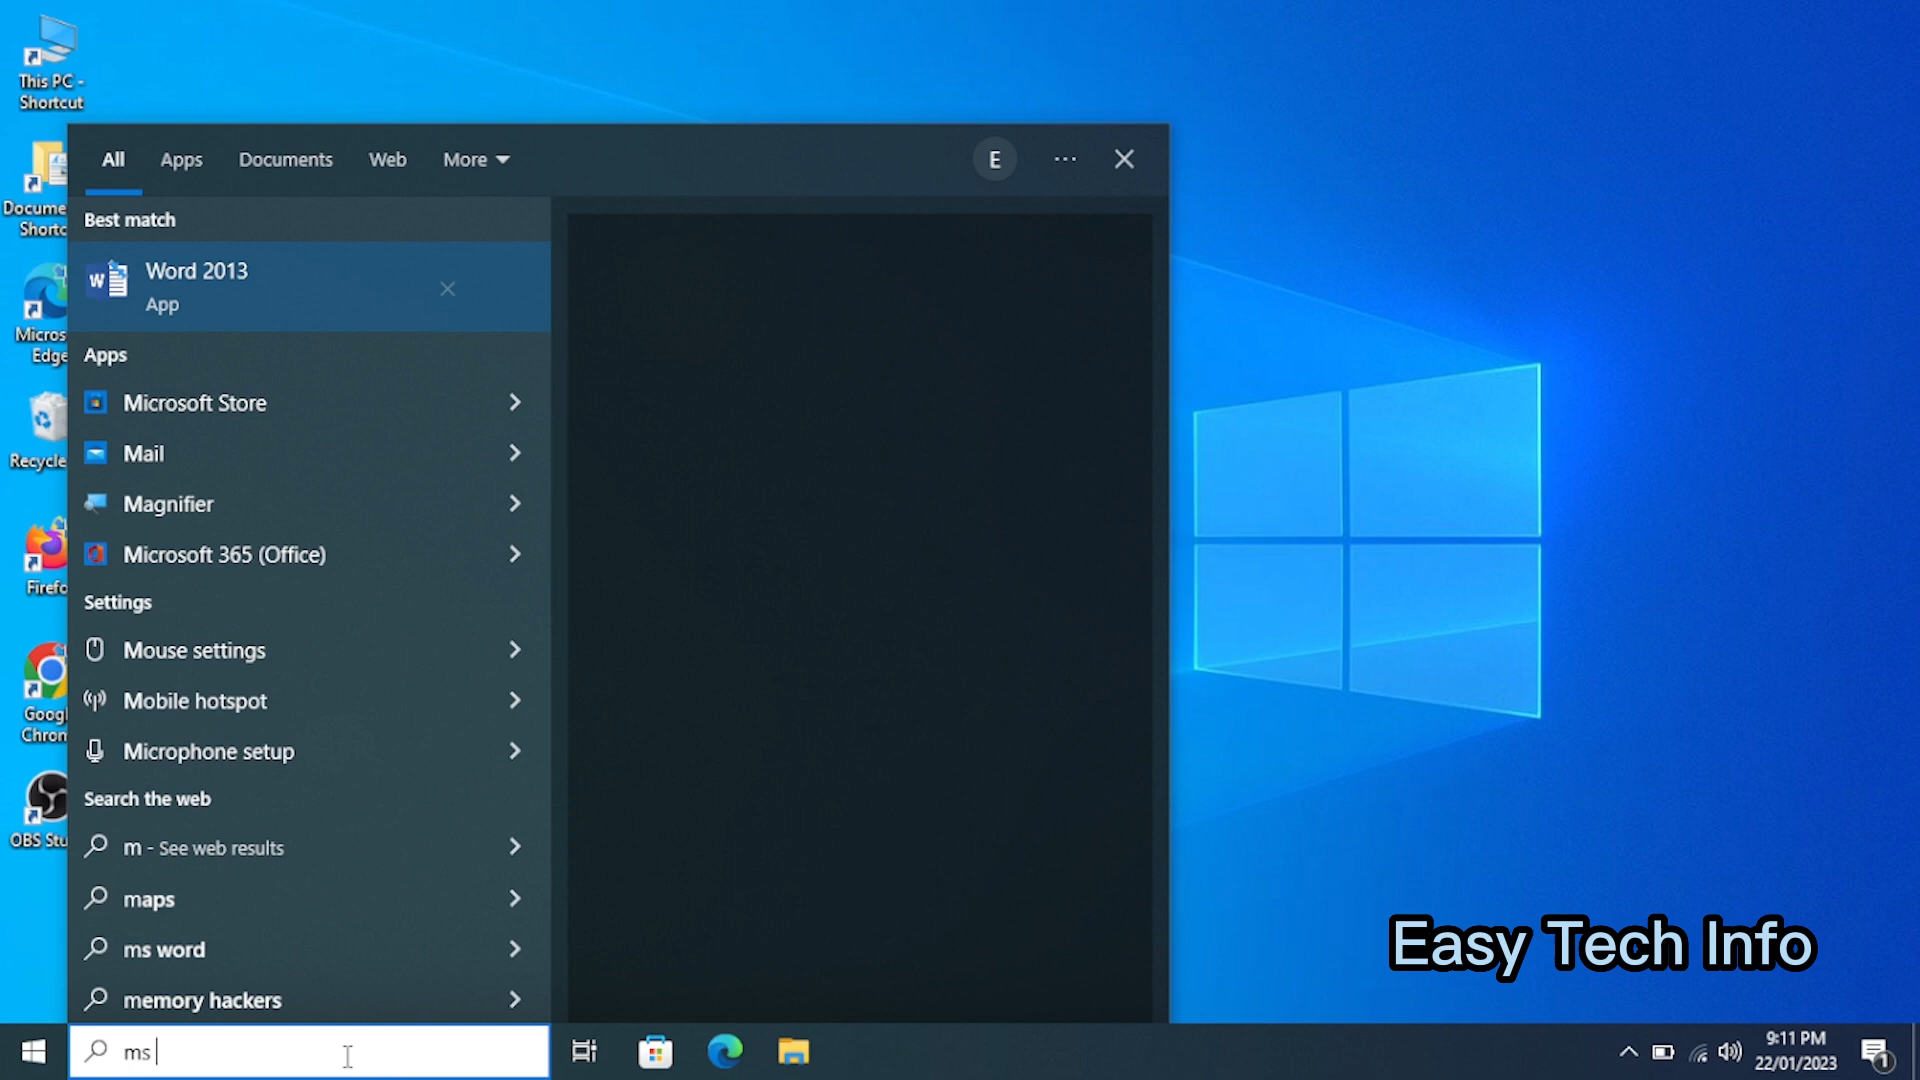 This PC -
Shortcut
Docume
Shortc
Micros
Edge
Recycle
Firefo
Googl
Chron
OBS Stu
All Apps Documents Web More E
Best match
Word 2013
App
Apps
Microsoft Store
Mail
Magnifier
Microsoft 365 (Office)
Settings
Mouse settings
Mobile hotspot
Microphone setup
Search the web
m - See web results
maps
ms word
memory hackers
ms
Easy Tech Info
9:11 PM
22/01/2023
1